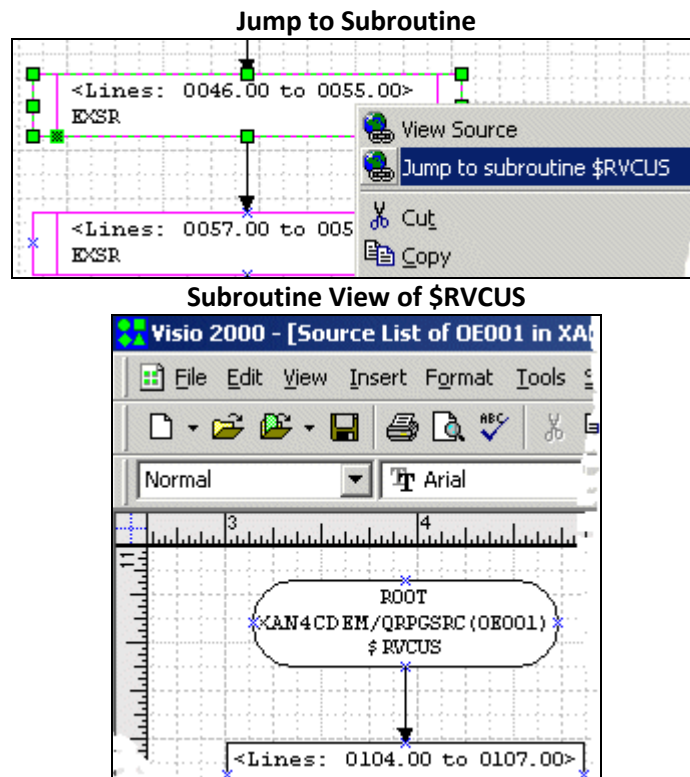 Jump to Subroutine
<Lines: 0046.00 to 0055.00>
EXSR
View Source
Jump to subroutine $RVCUS
Cut
<Lines: 0057.00 to 005
EXSR
Copy
Subroutine View of $RVCUS
Visio 2000 - [Source List of OE001 in XA
File Edit View Insert Format Tools
ABC
Normal
Arial
3 4
11
ROOT
XAN4CDEM/QRPGSRC(OE001)
$RVCUS
<Lines: 0104.00 to 0107.00>